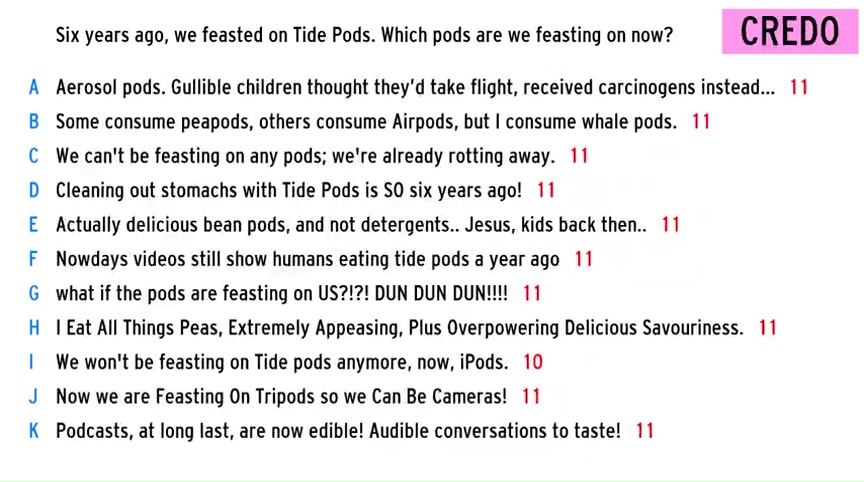 Six years ago, we feasted on Tide Pods. Which pods are we feasting on now?
CREDO
A Aerosol pods. Gullible children thought they'd take flight, received carcinogens instead... 11
B Some consume peapods, others consume Airpods, but I consume whale pods. 11
C We can't be feasting on any pods; we're already rotting away. 11
D Cleaning out stomachs with Tide Pods is SO six years ago! 11
E Actually delicious bean pods, and not detergents.. Jesus, kids back then.. 11
F Nowdays videos still show humans eating tide pods a year ago 11
G what if the pods are feasting on US?!?! DUN DUN DUN!!!! 11
H I Eat All Things Peas, Extremely Appeasing, Plus Overpowering Delicious Savouriness. 11
I We won't be feasting on Tide pods anymore, now, iPods. 10
J Now we are Feasting On Tripods so we Can Be Cameras! 11
K Podcasts, at long last, are now edible! Audible conversations to taste! 11